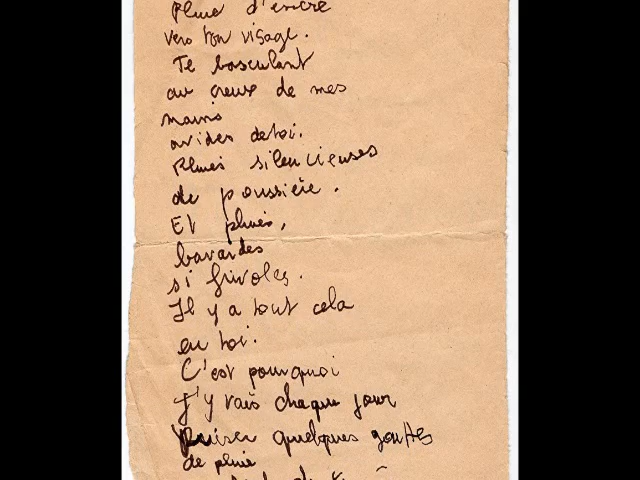 Pluie d'encre
vers ton visage.
Te basculant
au creux de mes
mains
avides de toi.
Pluies silencieuses
de poussière.
Et pluies,
bavardes
si frivoles.
Il y a tout cela
en toi.
C'est pourquoi
J'y vais chaque jour
Puiser quelques gouttes
de pluie